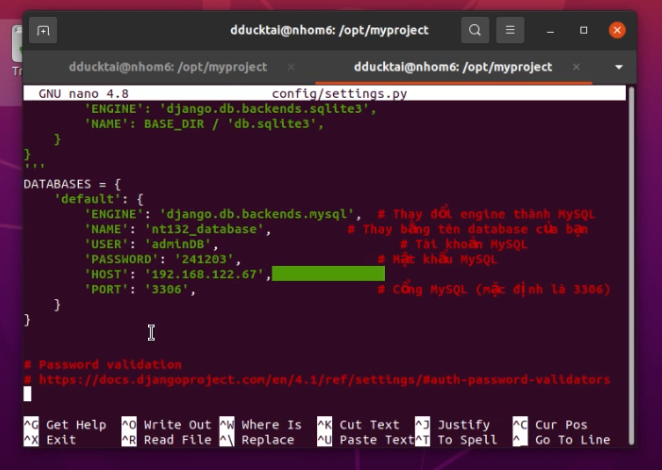 Tr
dducktai@nhom6: /opt/myproject
dducktai@nhom6: /opt/myproject × dducktai@nhom6: /opt/myproject ×
GNU nano 4.8 config/settings.py
'ENGINE': 'django.db.backends.sqlite3',
'NAME': BASE_DIR / 'db.sqlite3',
}
}
'''
DATABASES = {
'default': {
'ENGINE': 'django.db.backends.mysql', # Thay đổi engine thành MySQL
'NAME': 'nt132_database', # Thay bằng tên database của bạn
'USER': 'adminDB', # Tài khoản MySQL
'PASSWORD': '241203', # Mật khẩu MySQL
'HOST': '192.168.122.67',
'PORT': '3306', # Cổng MySQL (mặc định là 3306)
}
}
# Password validation
# https://docs.djangoproject.com/en/4.1/ref/settings/#auth-password-validators
^G Get Help ^O Write Out ^W Where Is ^K Cut Text ^J Justify ^C Cur Pos
^X Exit ^R Read File ^\ Replace ^U Paste Text ^T To Spell ^_ Go To Line